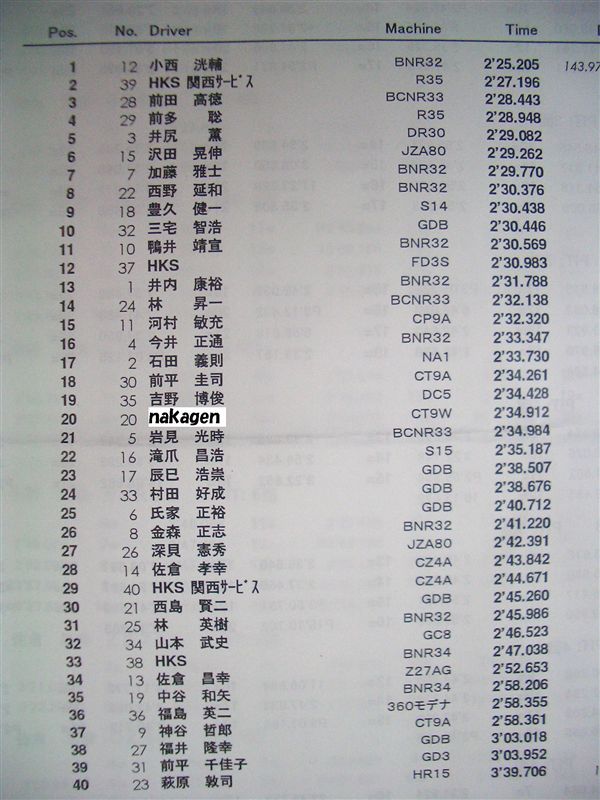 Pos. No. Driver Machine Time
1 12 小西 洸輔 BNR32 2'25.205 143.97
2 39 HKS 関西ｻｰﾋﾞｽ R35 2'27.196
3 28 前田 高徳 BCNR33 2'28.443
4 29 前多 聡 R35 2'28.948
5 3 井尻 薫 DR30 2'29.082
6 15 沢田 晃伸 JZA80 2'29.262
7 7 加藤 雅士 BNR32 2'29.770
8 22 西野 延和 BNR32 2'30.376
9 18 豊久 健一 S14 2'30.438
10 32 三宅 智浩 GDB 2'30.446
11 10 鴨井 靖宣 BNR32 2'30.569
12 37 HKS FD3S 2'30.983
13 1 井内 康裕 BNR32 2'31.788
14 24 林 昇一 BCNR33 2'32.138
15 11 河村 敏充 CP9A 2'32.320
16 4 今井 正通 BNR32 2'33.347
17 2 石田 義則 NA1 2'33.730
18 30 前平 圭司 CT9A 2'34.261
19 35 吉野 博俊 DC5 2'34.428
20 20 nakagen CT9W 2'34.912
21 5 岩見 光時 BCNR33 2'34.984
22 16 滝爪 昌浩 S15 2'35.187
23 17 辰巳 浩崇 GDB 2'38.507
24 33 村田 好成 GDB 2'38.676
25 6 氏家 正裕 GDB 2'40.712
26 8 金森 正志 BNR32 2'41.220
27 26 深貝 憲秀 JZA80 2'42.391
28 14 佐倉 孝幸 CZ4A 2'43.842
29 40 HKS 関西ｻｰﾋﾞｽ CZ4A 2'44.671
30 21 西島 賢二 GDB 2'45.260
31 25 林 英樹 BNR32 2'45.986
32 34 山本 武史 GC8 2'46.523
33 38 HKS BNR34 2'47.038
34 13 佐倉 昌幸 Z27AG 2'52.653
35 19 中谷 和矢 BNR34 2'58.206
36 36 福島 英二 360モデナ 2'58.355
37 9 神谷 哲郎 CT9A 2'58.361
38 27 福井 隆幸 GDB 3'03.018
39 31 前平 千佳子 GD3 3'03.952
40 23 萩原 敦司 HR15 3'39.706